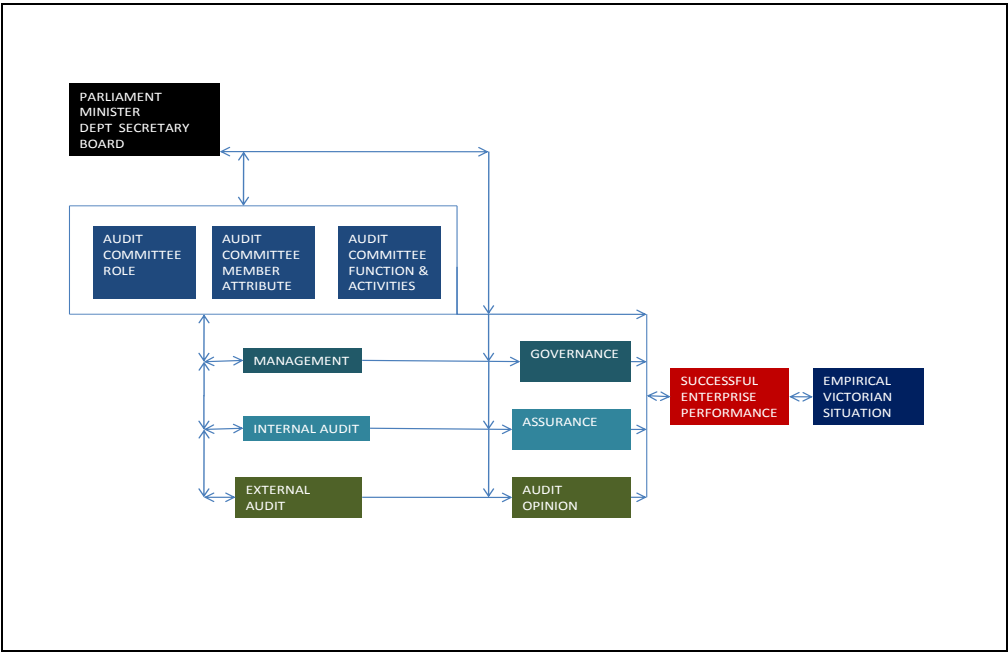 PARLIAMENT
MINISTER
DEPT SECRETARY
BOARD
AUDIT
COMMITTEE
ROLE
AUDIT
COMMITTEE
MEMBER
ATTRIBUTE
AUDIT
COMMITTEE
FUNCTION &
ACTIVITIES
MANAGEMENT
GOVERNANCE
SUCCESSFUL
ENTERPRISE
PERFORMANCE
EMPIRICAL
VICTORIAN
SITUATION
INTERNAL AUDIT
ASSURANCE
EXTERNAL
AUDIT
AUDIT
OPINION